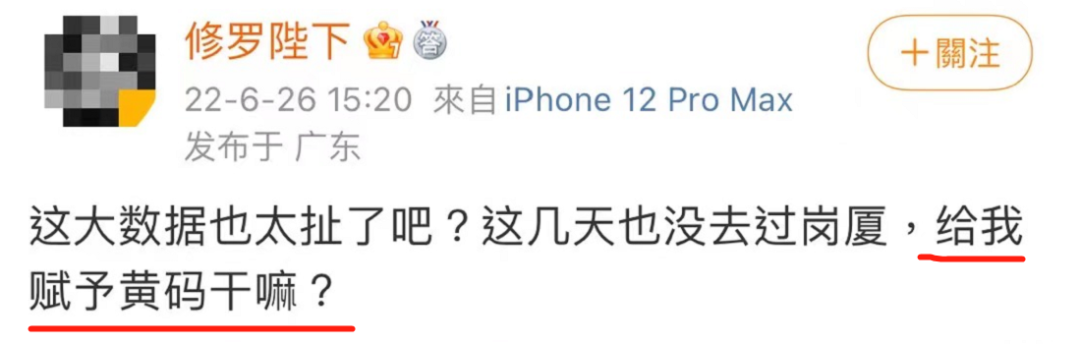 修罗陛下 答
＋關注
22-6-26 15:20 來自 iPhone 12 Pro Max
发布于 广东
这大数据也太扯了吧？这几天也没去过岗厦，给我
赋予黄码干嘛？